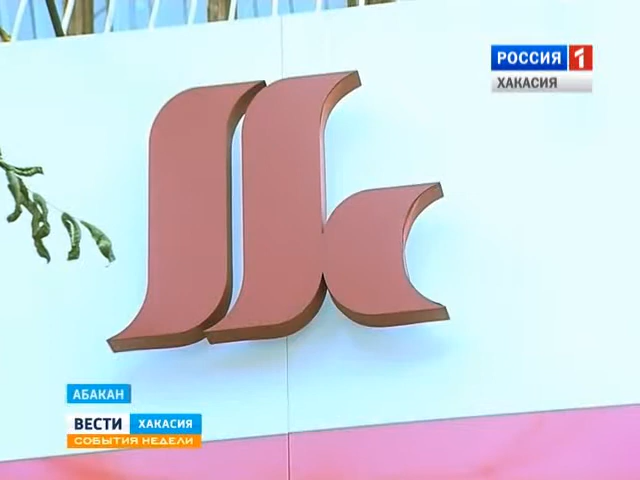 РОССИЯ 1
ХАКАСИЯ
АБАКАН
ВЕСТИ ХАКАСИЯ
СОБЫТИЯ НЕДЕЛИ